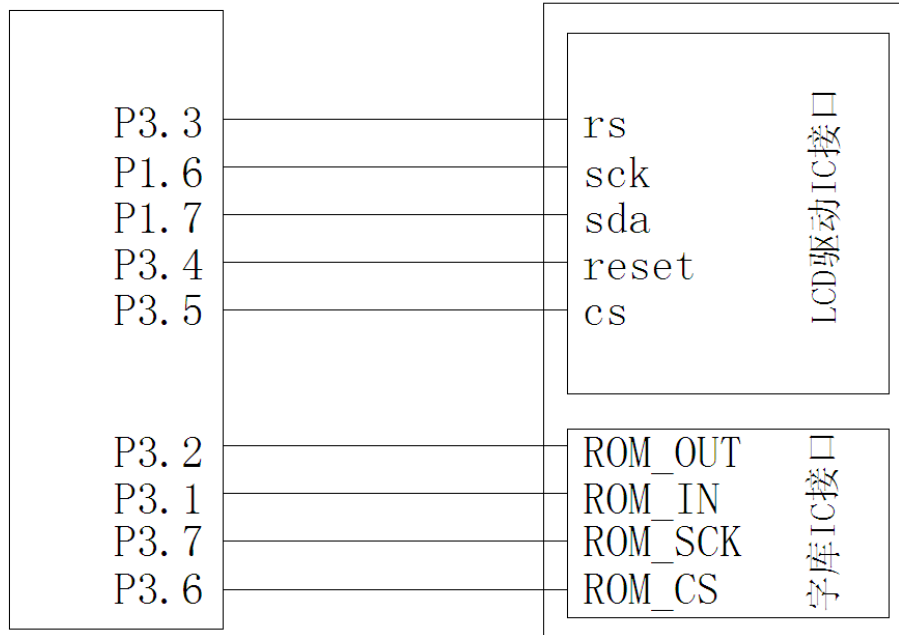 P3.3 rs
P1.6 sck
P1.7 sda
P3.4 reset
P3.5 cs
LCD驱动IC接口
P3.2 ROM_OUT
P3.1 ROM_IN
P3.7 ROM_SCK
P3.6 ROM_CS
字库IC接口